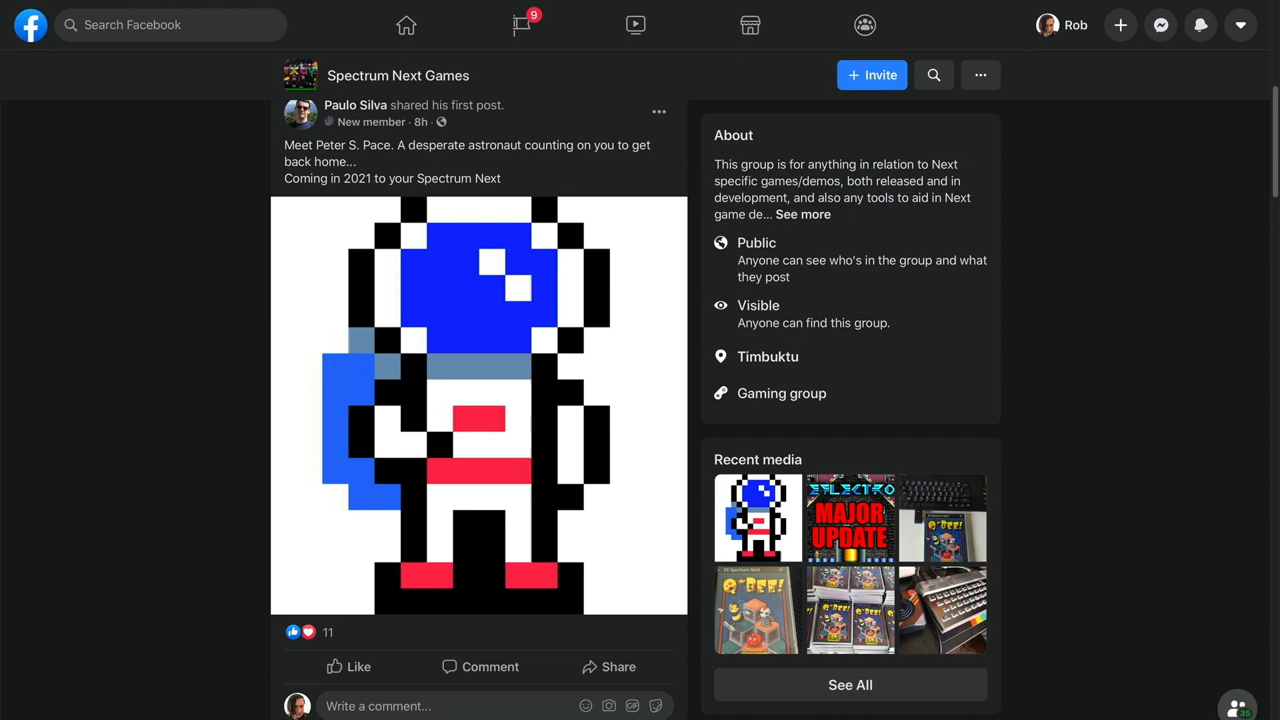 Search Facebook
9
Rob
Spectrum Next Games
+ Invite
Paulo Silva shared his first post.
New member · 8h ·
Meet Peter S. Pace. A desperate astronaut counting on you to get
back home...
Coming in 2021 to your Spectrum Next
11
Like
Comment
Share
Write a comment...
GIF
About
This group is for anything in relation to Next
specific games/demos, both released and in
development, and also any tools to aid in Next
game de... See more
Public
Anyone can see who's in the group and what
they post
Visible
Anyone can find this group.
Timbuktu
Gaming group
Recent media
MAJOR
UPDATE
Q*BEE!
Q*BEE!
See All
35